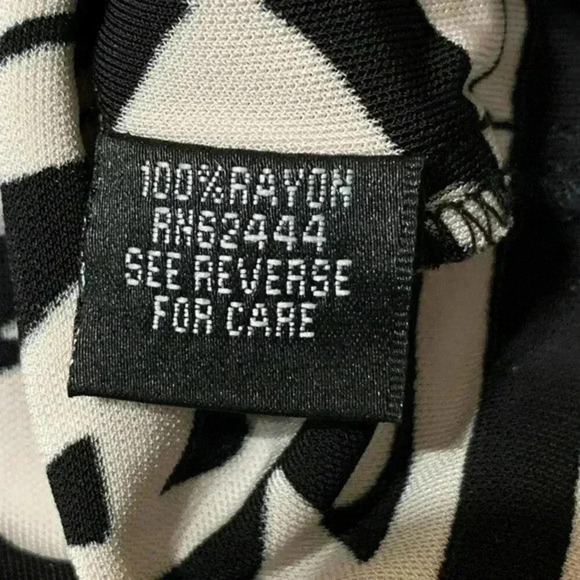 100% RAYON
RN62444
SEE REVERSE
FOR CARE